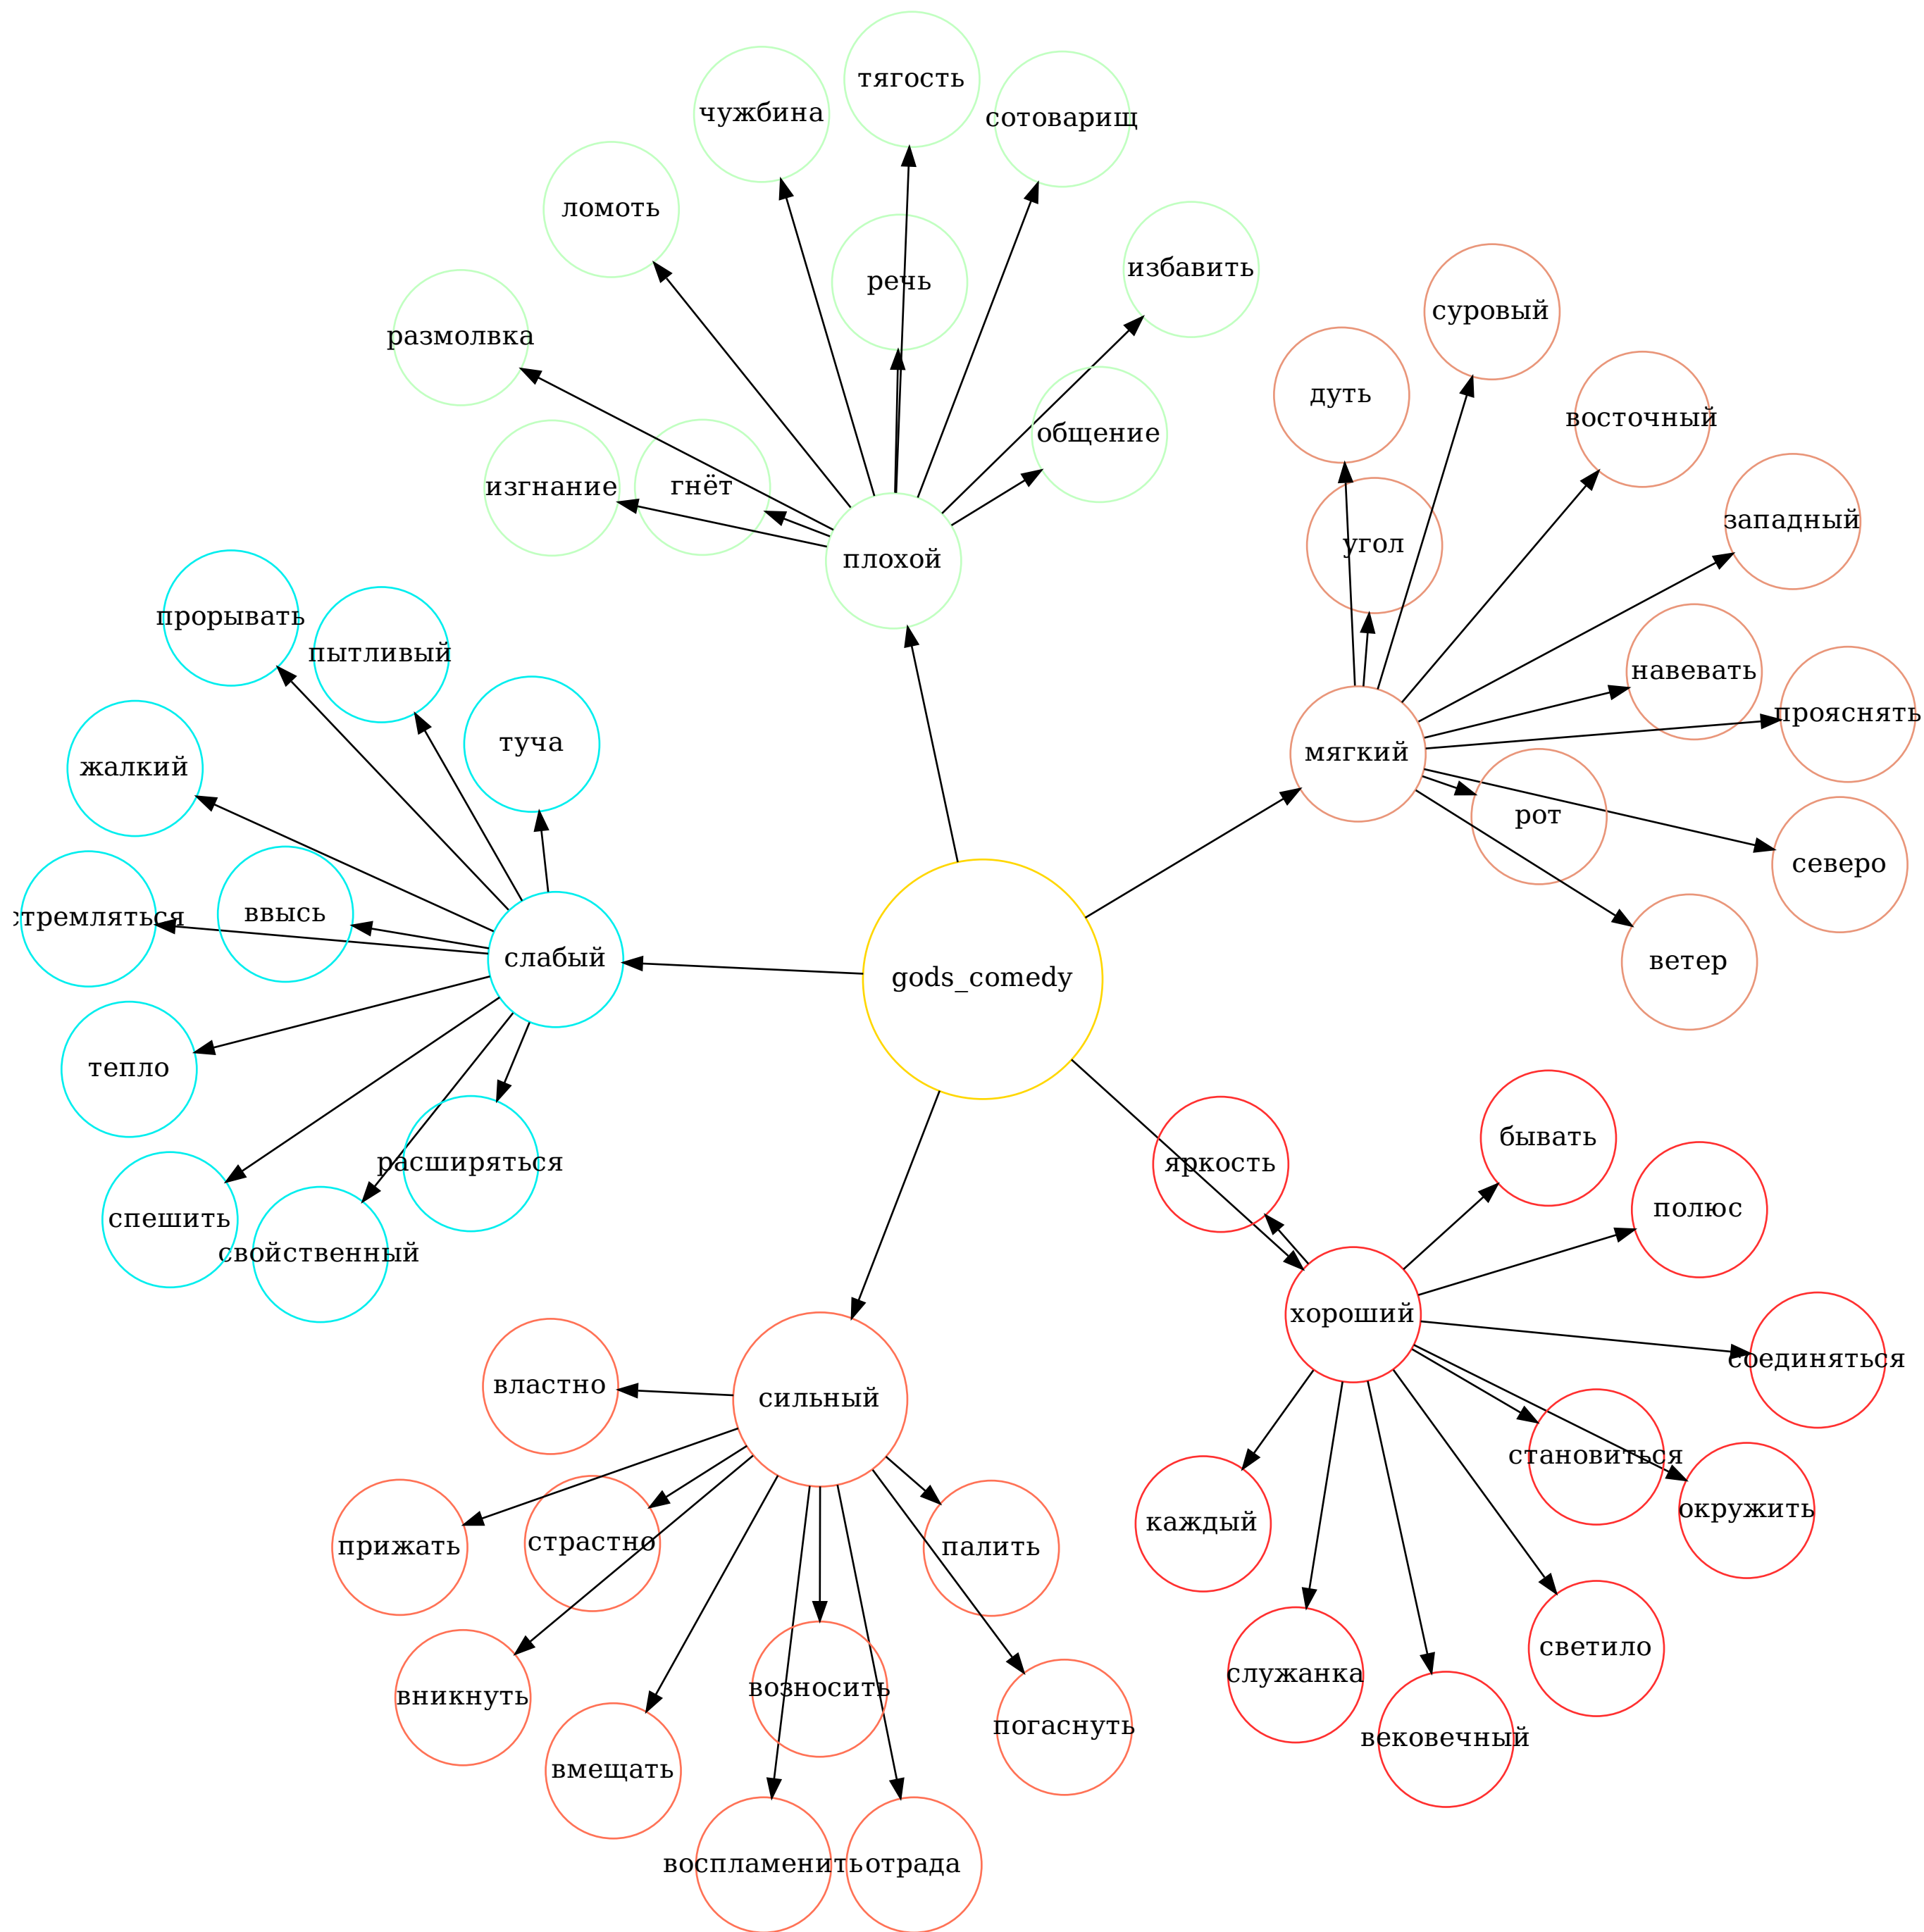 тягость
чужбина
сотоварищ
ломоть
избавить
речь
суровый
размолвка
дуть
восточный
общение
изгнание
гнёт
западный
угол
плохой
прорывать
пытливый
навевать
прояснять
туча
мягкий
жалкий
рот
северо
ввысь
стремляться
слабый
ветер
gods_comedy
тепло
бывать
яркость
расширяться
полюс
спешить
свойственный
хороший
соединяться
властно
сильный
становиться
окружить
каждый
прижать
страстно
палить
светило
служанка
вникнуть
возносить
погаснуть
вековечный
вмещать
воспламенить
отрада